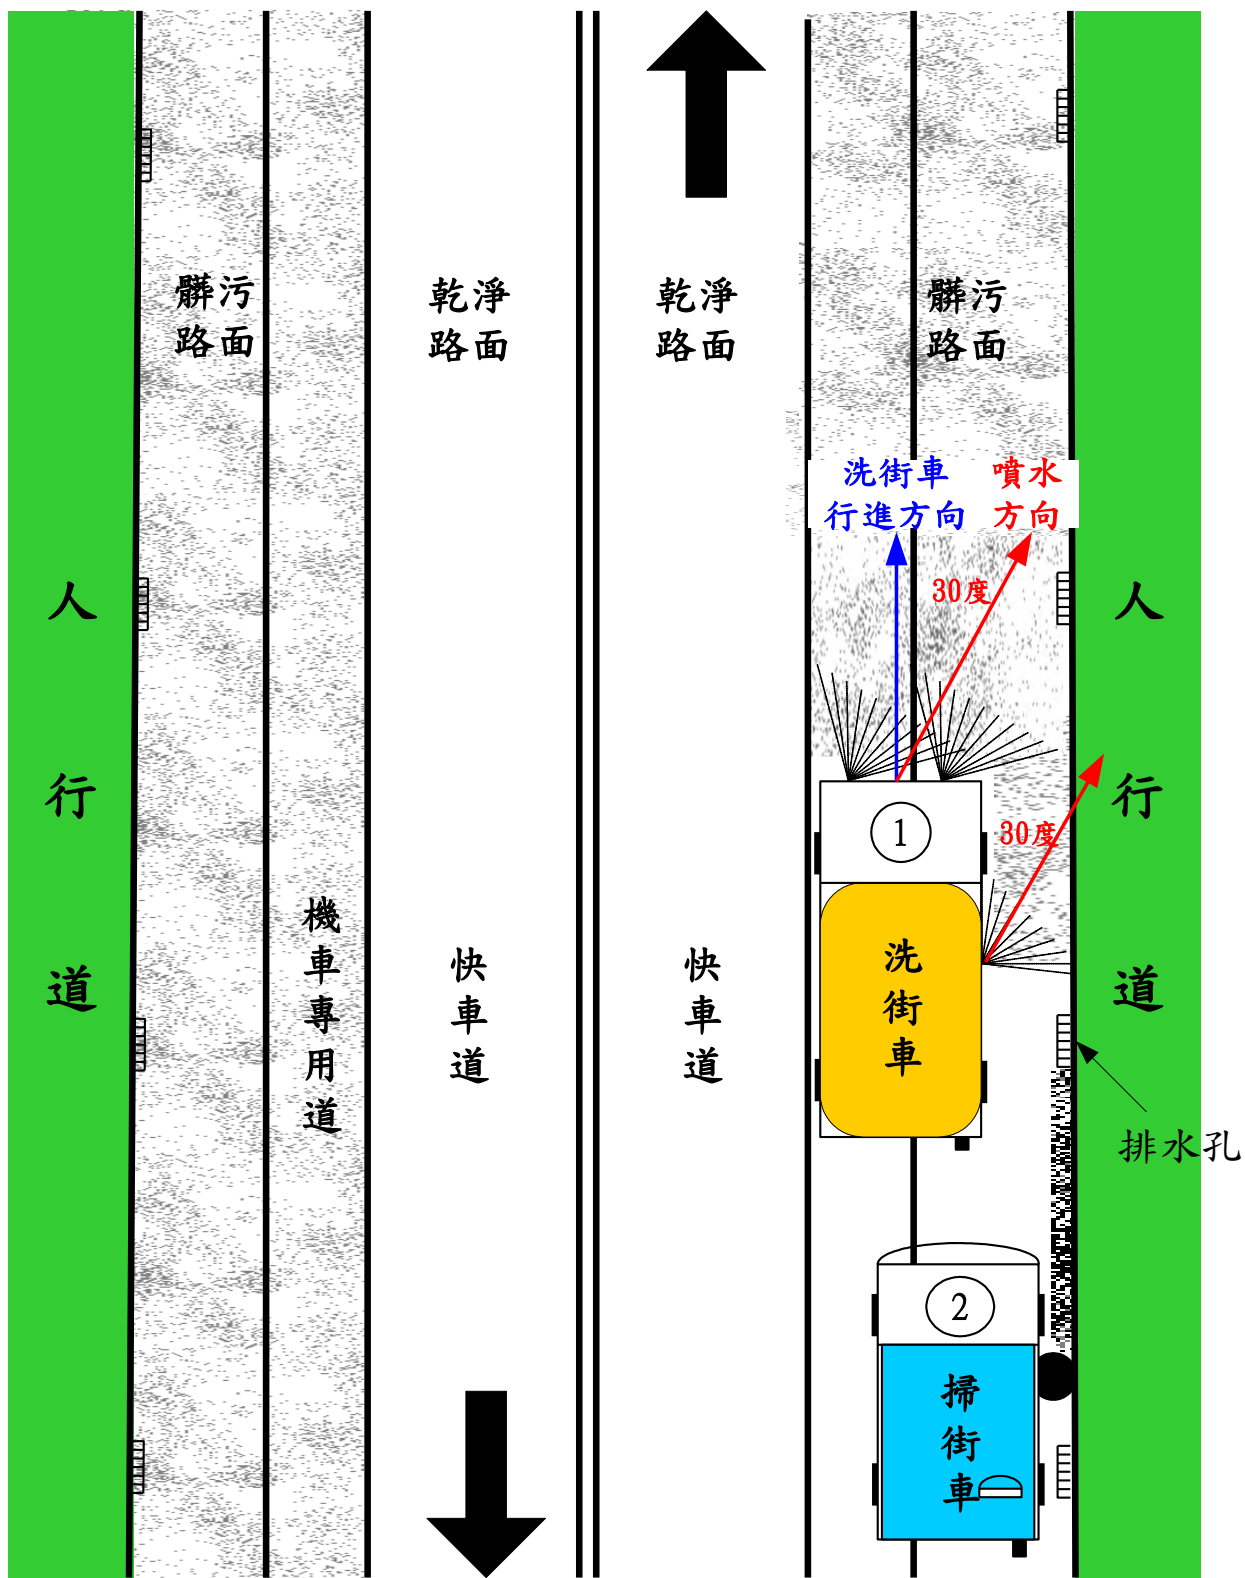 髒污
路面
乾淨
路面
乾淨
路面
髒污
路面
洗街車
行進方向
噴水
方向
30度
人行道
人行道
30度
機車專用道
快車道
快車道
1
洗街車
排水孔
2
掃街車